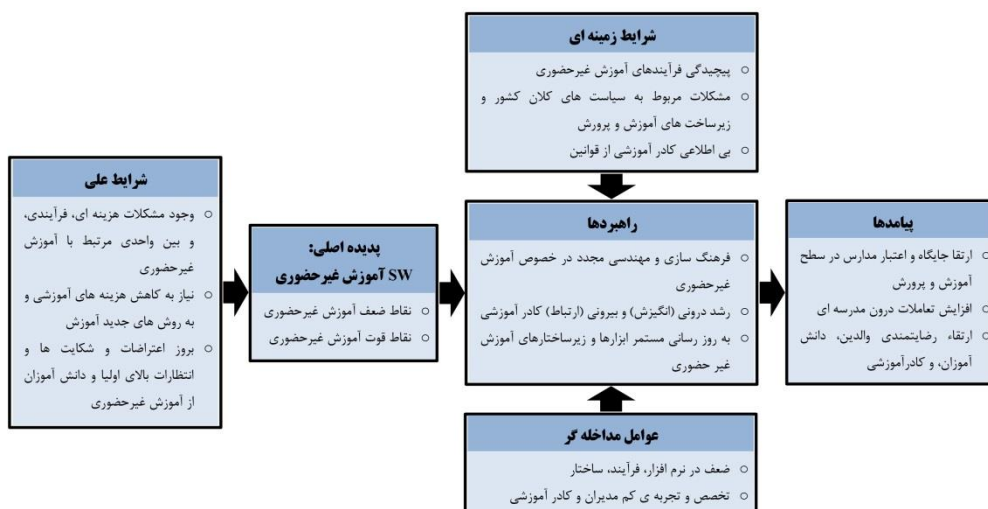 شرایط زمینه ای
○ پیچیدگی فرآیندهای آموزش غیرحضوری
○ مشکلات مربوط به سیاست های کلان کشور و
زیرساخت های آموزش و پرورش
○ بی اطلاعی کادر آموزشی از قوانین
شرایط علی
○ وجود مشکلات هزینه ای، فرآیندی،
و بین واحدی مرتبط با آموزش
غیرحضوری
○ نیاز به کاهش هزینه های آموزشی و
به روش های جدید آموزش
○ بروز اعتراضات و شکایت ها و
انتظارات بالای اولیا و دانش آموزان
از آموزش غیرحضوری
پدیده اصلی:
SW آموزش غیرحضوری
○ نقاط ضعف آموزش غیرحضوری
○ نقاط قوت آموزش غیرحضوری
راهبردها
○ فرهنگ سازی و مهندسی مجدد در خصوص آموزش
غیرحضوری
○ رشد درونی (انگیزش) و بیرونی (ارتباط) کادر آموزشی
○ به روز رسانی مستمر ابزارها و زیرساختارهای آموزش
غیر حضوری
پیامدها
○ ارتقا جایگاه و اعتبار مدارس در سطح
آموزش و پرورش
○ افزایش تعاملات درون مدرسه ای
○ ارتقاء رضایتمندی والدین، دانش
آموزان، و کادرآموزشی
عوامل مداخله گر
○ ضعف در نرم افزار، فرآیند، ساختار
○ تخصص و تجربه ی کم مدیران و کادر آموزشی